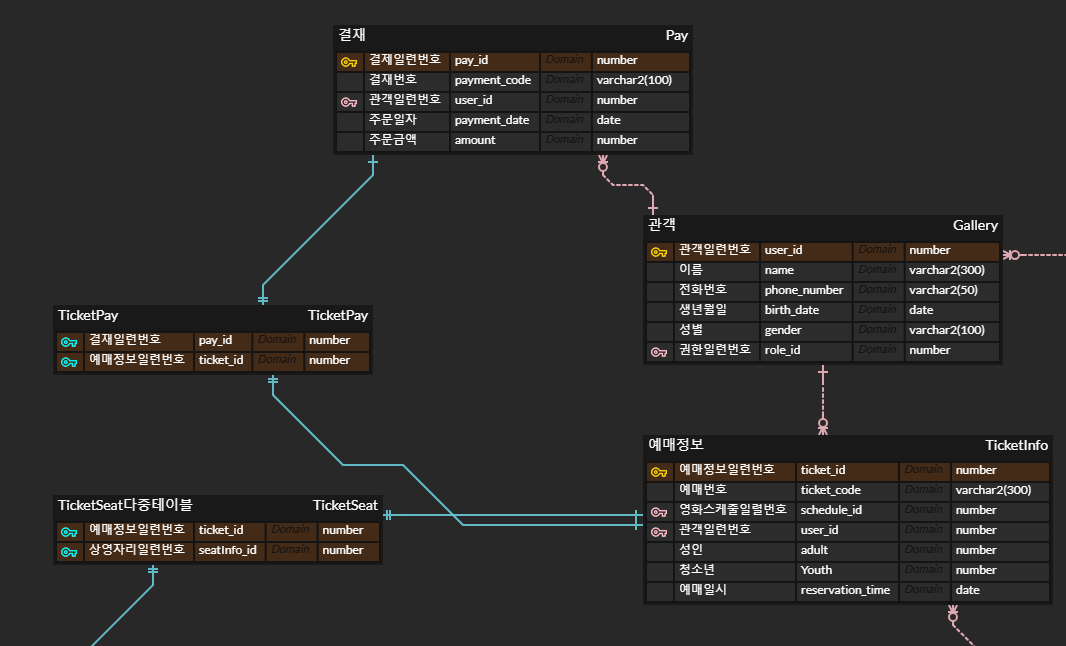 결재 Pay
결제일련번호 pay_id Domain number
결재번호 payment_code Domain varchar2(100)
관객일련번호 user_id Domain number
주문일자 payment_date Domain date
주문금액 amount Domain number
관객 Gallery
관객일련번호 user_id Domain number
이름 name Domain varchar2(300)
전화번호 phone_number Domain varchar2(50)
생년월일 birth_date Domain date
성별 gender Domain varchar2(100)
권한일련번호 role_id Domain number
TicketPay TicketPay
결재일련번호 pay_id Domain number
예매정보일련번호 ticket_id Domain number
예매정보 TicketInfo
예매정보일련번호 ticket_id Domain number
예매번호 ticket_code Domain varchar2(300)
영화스케줄일렬번호 schedule_id Domain number
관객일련번호 user_id Domain number
성인 adult Domain number
청소년 Youth Domain number
예매일시 reservation_time Domain date
TicketSeat다중테이블 TicketSeat
예매정보일련번호 ticket_id Domain number
상영자리일련번호 seatInfo_id Domain number